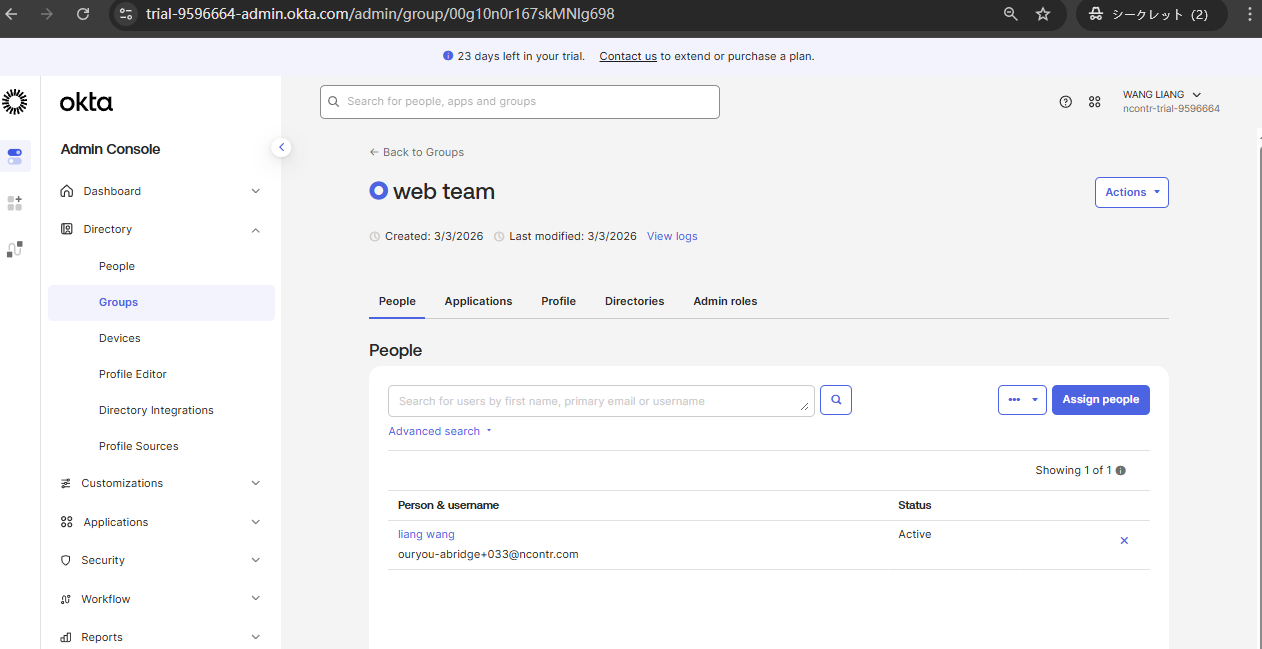 trial-9596664-admin.okta.com/admin/group/00g10n0r167skMNIg698
シークレット (2)
23 days left in your trial. Contact us to extend or purchase a plan.
okta
Search for people, apps and groups
WANG LIANG
ncontr-trial-9596664
Admin Console
Dashboard
Directory
People
Groups
Devices
Profile Editor
Directory Integrations
Profile Sources
Customizations
Applications
Security
Workflow
Reports
Back to Groups
web team
Actions
Created: 3/3/2026 Last modified: 3/3/2026 View logs
People Applications Profile Directories Admin roles
People
Search for users by first name, primary email or username
Assign people
Advanced search
Showing 1 of 1
Person & username Status
liang wang Active
ouryou-abridge+033@ncontr.com